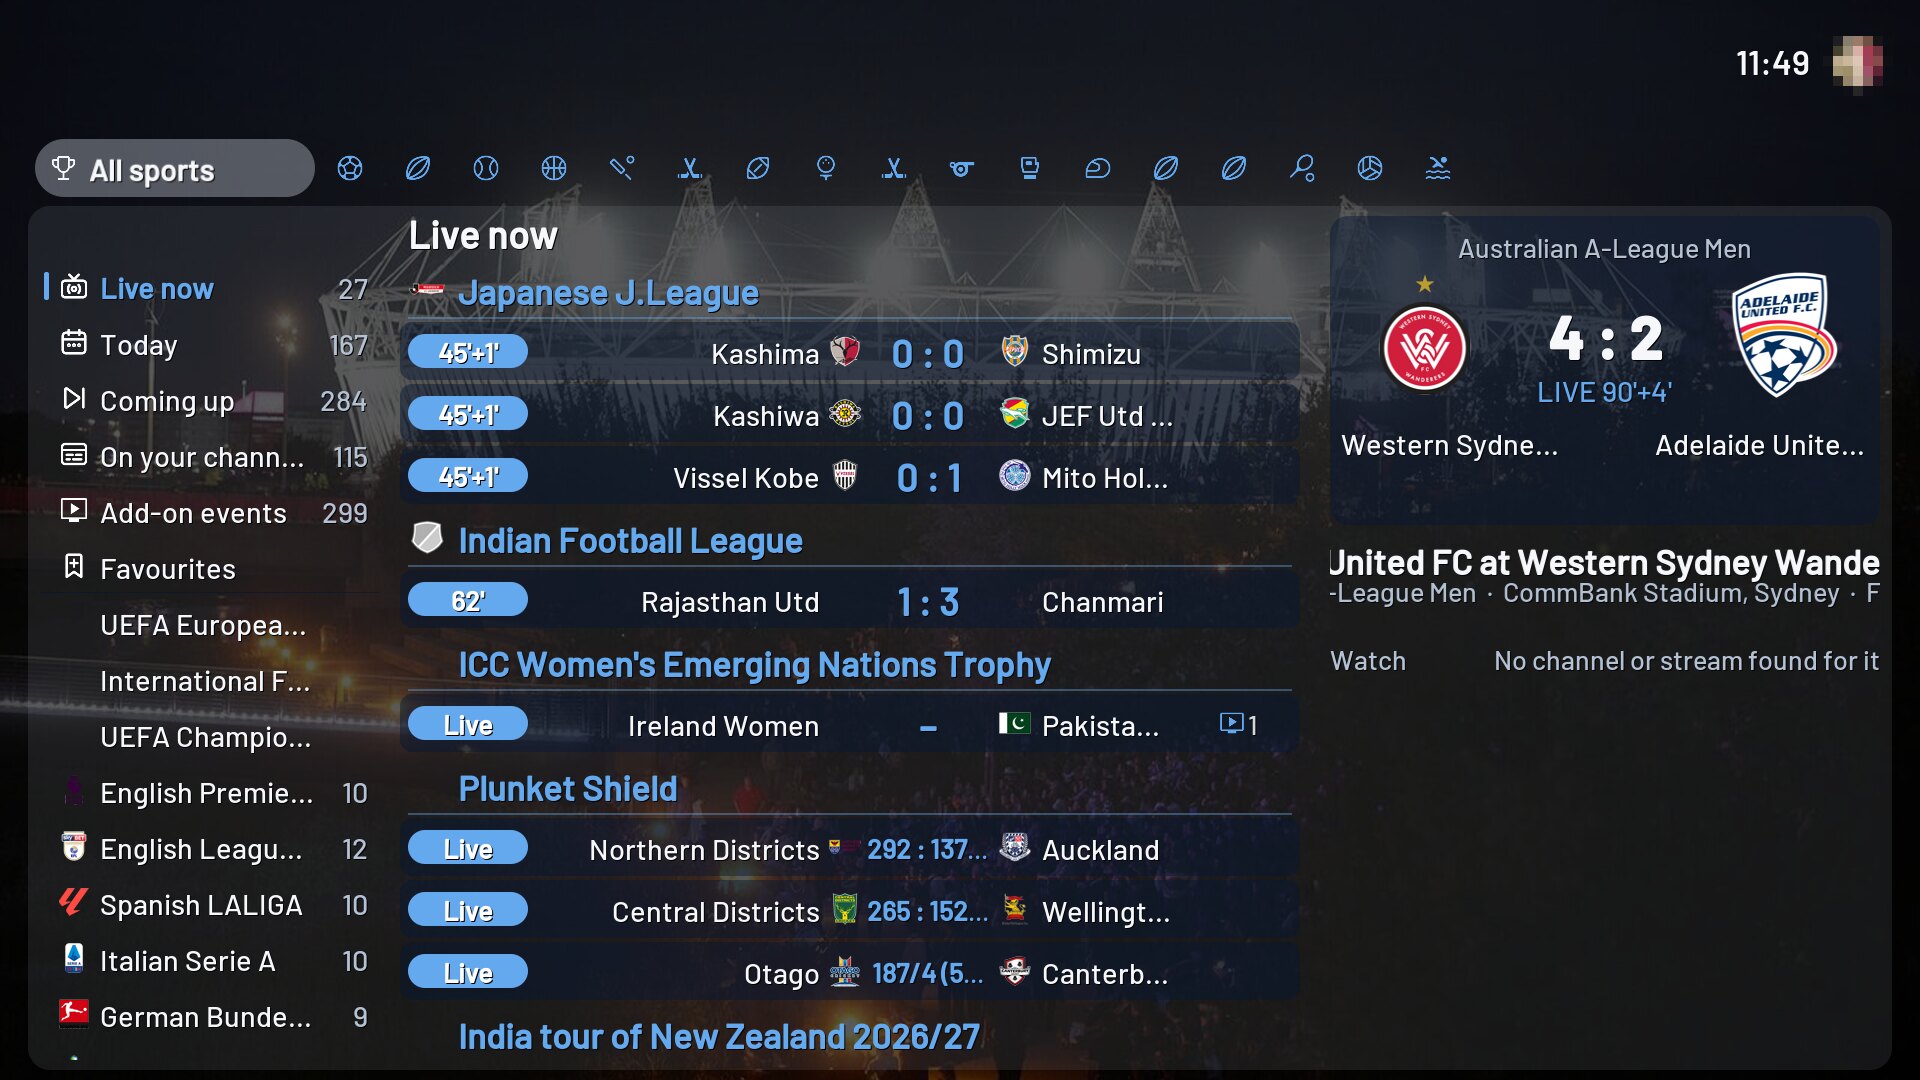 11:49
All sports
Live now 27
Today 167
Coming up 284
On your chann... 115
Add-on events 299
Favourites
UEFA Europea...
International F...
UEFA Champio...
English Premie... 10
English Leagu... 12
Spanish LALIGA 10
Italian Serie A 10
German Bunde... 9
Live now
Japanese J.League
45'+1' Kashima 0 : 0 Shimizu
45'+1' Kashiwa 0 : 0 JEF Utd ...
45'+1' Vissel Kobe 0 : 1 Mito Hol...
Indian Football League
62' Rajasthan Utd 1 : 3 Chanmari
ICC Women's Emerging Nations Trophy
Live Ireland Women – Pakista... 1
Plunket Shield
Live Northern Districts 292 : 137... Auckland
Live Central Districts 265 : 152... Wellingt...
Live Otago 187/4 (5... Canterb...
India tour of New Zealand 2026/27
Australian A-League Men
WESTERN SYDNEY
FC
WANDERERS
4 : 2
LIVE 90'+4'
ADELAIDE
UNITED F.C.
Western Sydne... Adelaide Unite...
United FC at Western Sydney Wande
-League Men · CommBank Stadium, Sydney · F
Watch No channel or stream found for it